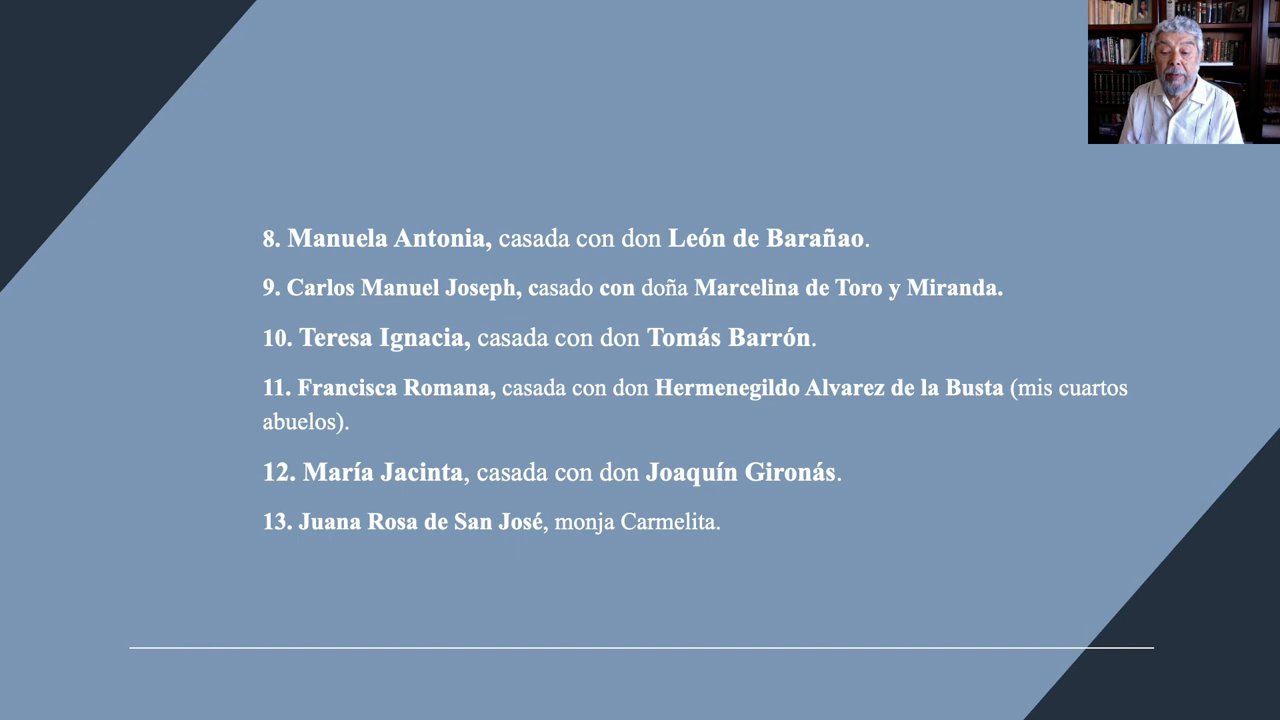 8. Manuela Antonia, casada con don León de Barañao.
9. Carlos Manuel Joseph, casado con doña Marcelina de Toro y Miranda.
10. Teresa Ignacia, casada con don Tomás Barrón.
11. Francisca Romana, casada con don Hermenegildo Alvarez de la Busta (mis cuartos
abuelos).
12. María Jacinta, casada con don Joaquín Gironás.
13. Juana Rosa de San José, monja Carmelita.